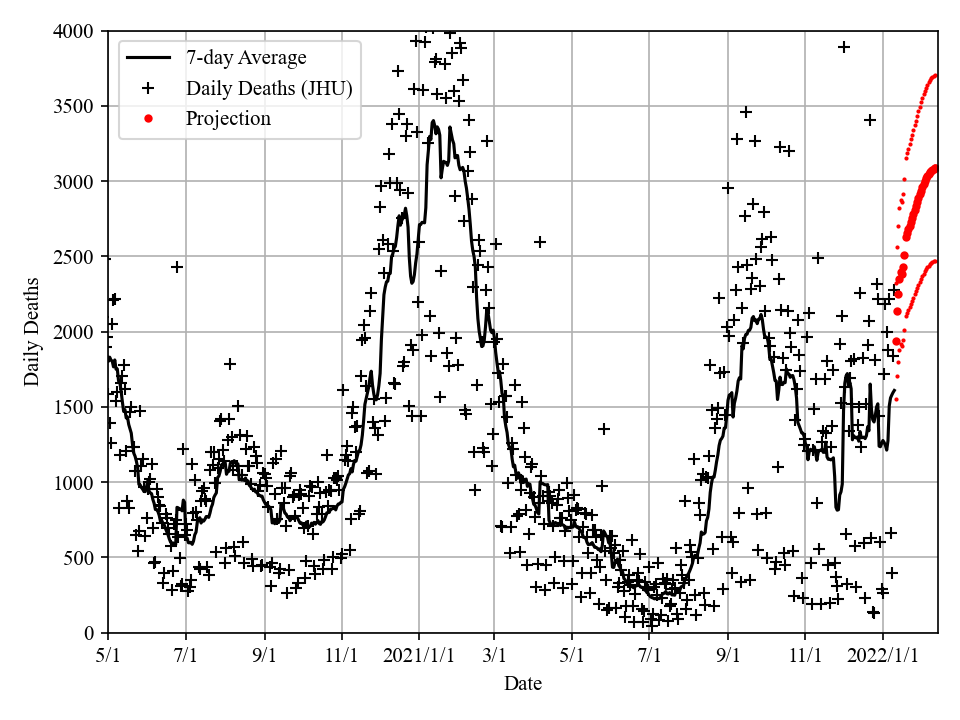 4000
3500
3000
2500
2000
1500
1000
500
0
Daily Deaths
7-day Average
Daily Deaths (JHU)
Projection
5/1 7/1 9/1 11/1 2021/1/1 3/1 5/1 7/1 9/1 11/1 2022/1/1
Date